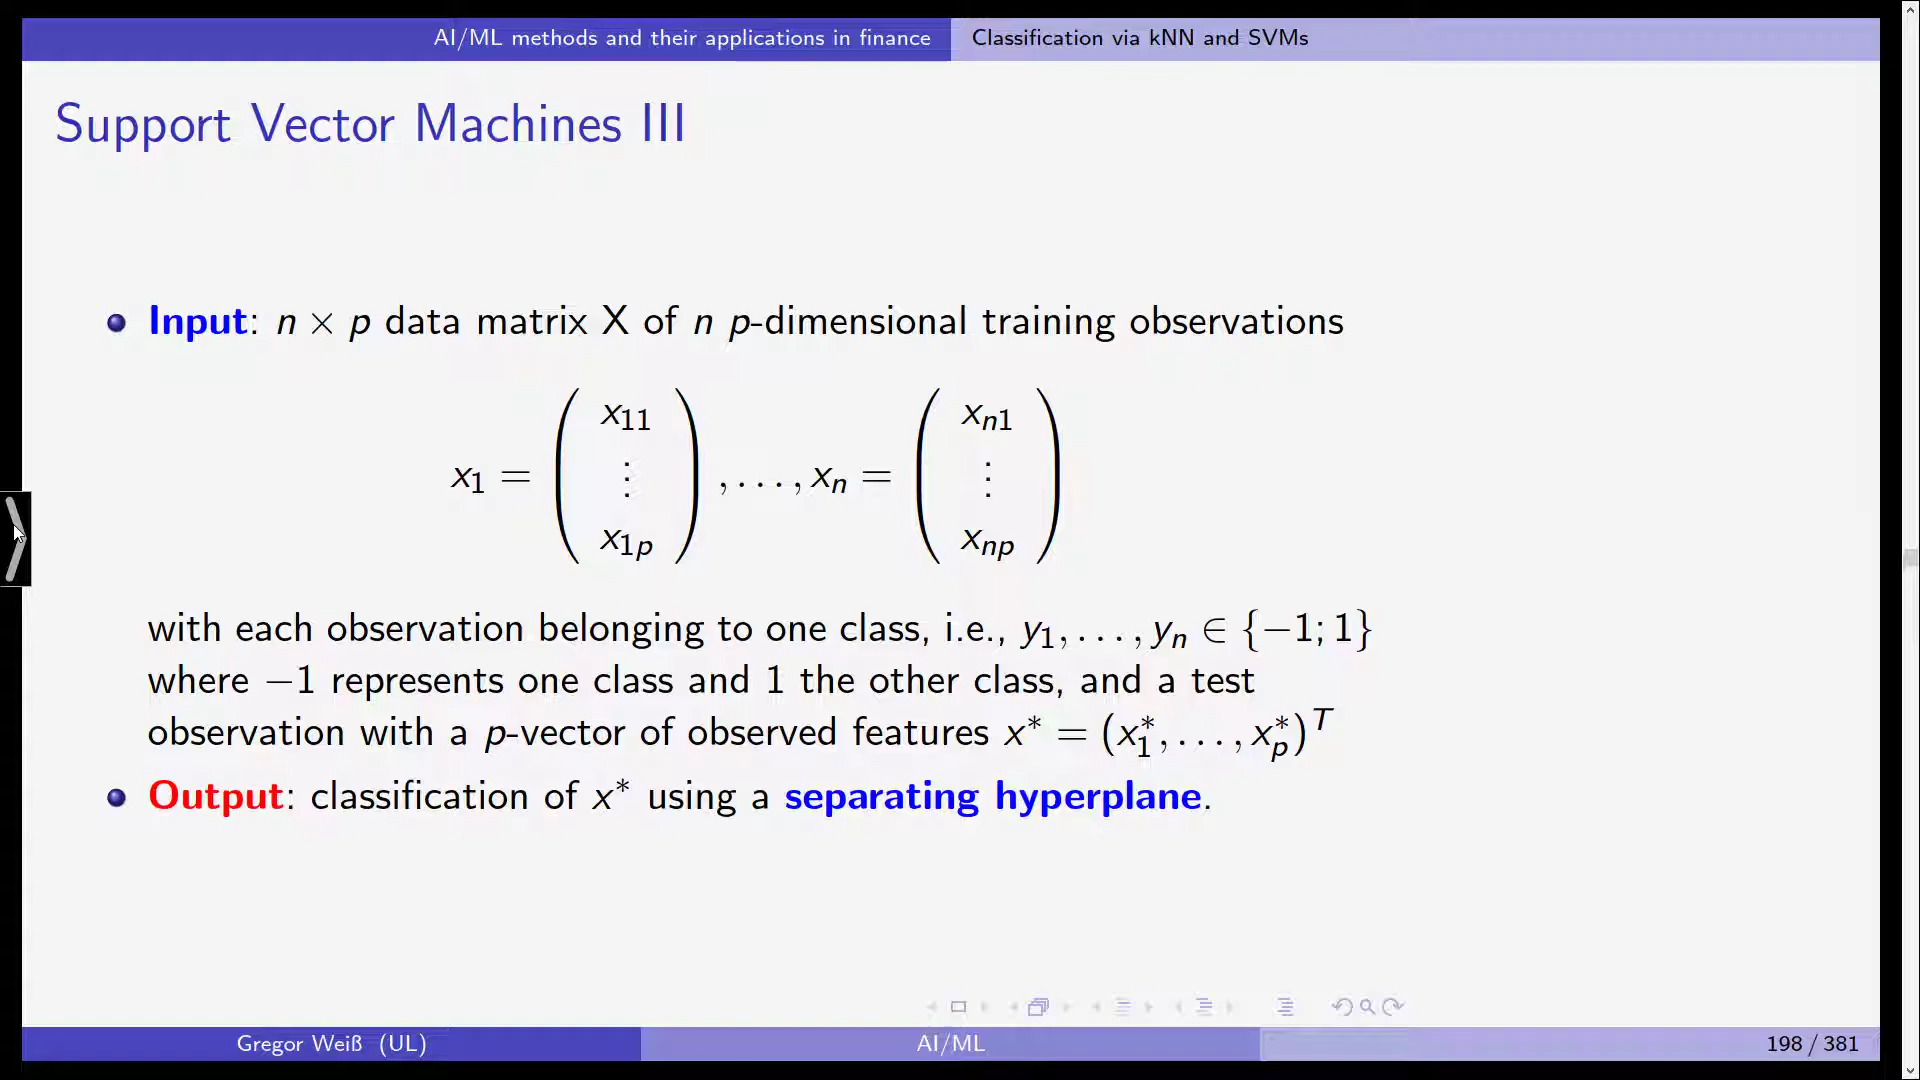 AI/ML methods and their applications in finance Classification via kNN and SVMs
Support Vector Machines III
Input: n × p data matrix X of n p-dimensional training observations
x₁ = ( x₁₁ ⋮ x₁ₚ ) , . . . , xₙ = ( xₙ₁ ⋮ xₙₚ )
with each observation belonging to one class, i.e., y₁, . . . , yₙ ∈ {−1; 1}
where −1 represents one class and 1 the other class, and a test
observation with a p-vector of observed features x* = (x₁*, . . . , xₚ*)ᵀ
Output: classification of x* using a separating hyperplane.
Gregor Weiß (UL) AI/ML 198 / 381